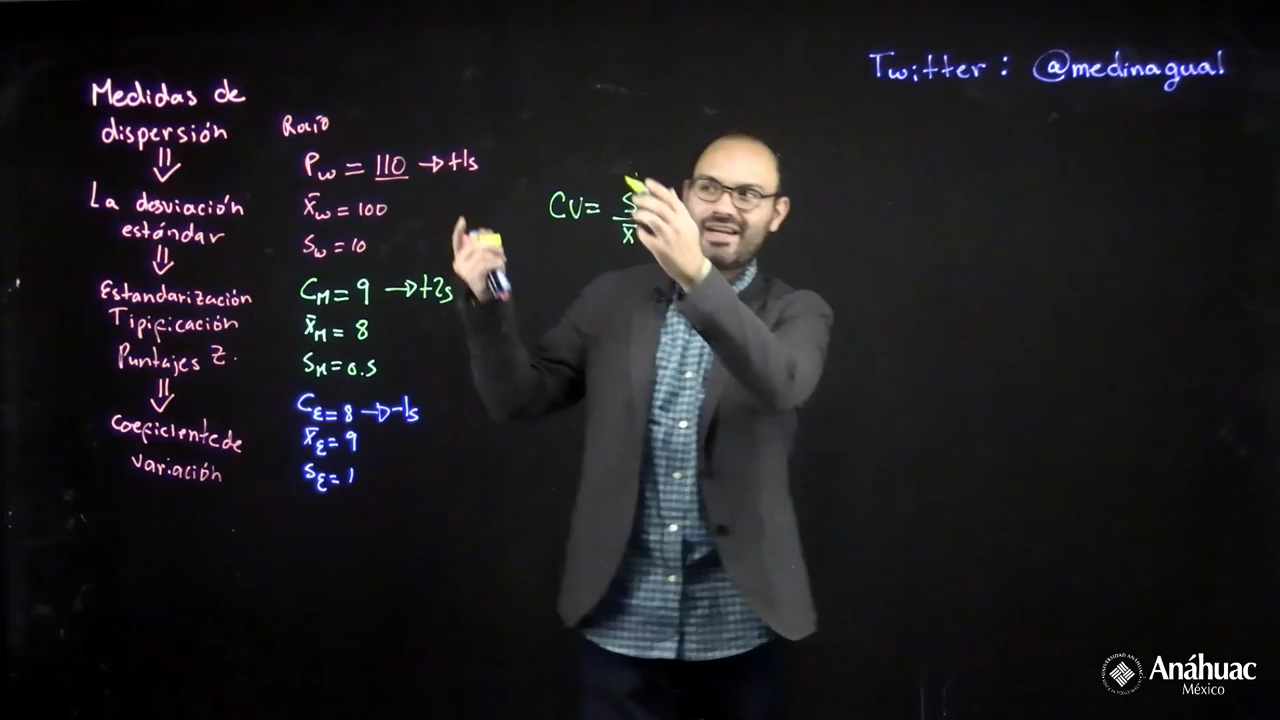 Twitter: @medinagual
Medidas de
dispersión
La desviación
estándar
Estandarización
Tipificación
Puntajes Z.
Coeficiente de
variación
Rocío
Pw = 110 → +1s
x̄w = 100
Sw = 10
CM = 9 → +2s
x̄M = 8
SM = 0.5
CE = 8 → -1s
x̄E = 9
SE = 1
CV = S
x̄
Anáhuac
México